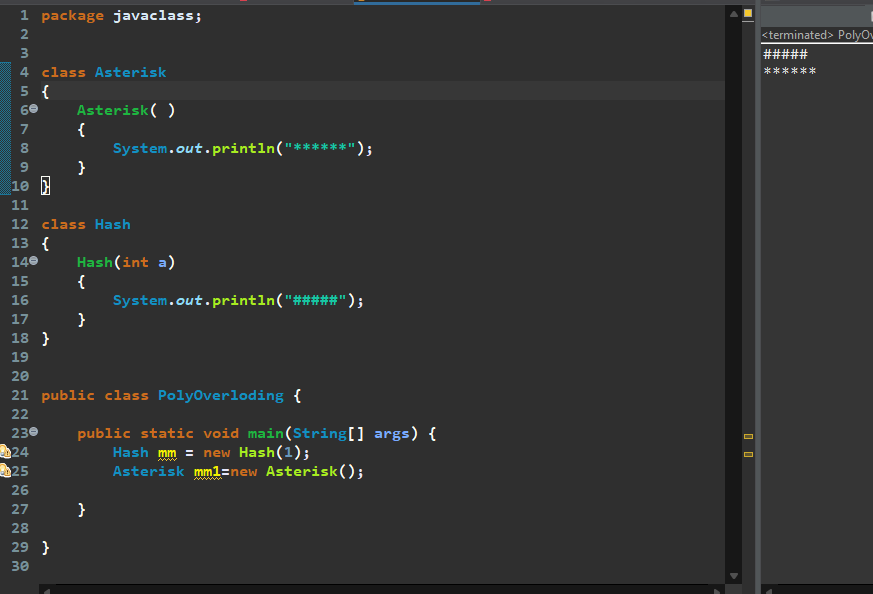 1 package javaclass;
2
3
4 class Asterisk
5 {
6 Asterisk( )
7 {
8 System.out.println("******");
9 }
10 }
11
12 class Hash
13 {
14 Hash(int a)
15 {
16 System.out.println("#####");
17 }
18 }
19
20
21 public class PolyOverloding {
22
23 public static void main(String[] args) {
24 Hash mm = new Hash(1);
25 Asterisk mm1=new Asterisk();
26
27 }
28
29 }
30
<terminated> PolyOv
#####
******